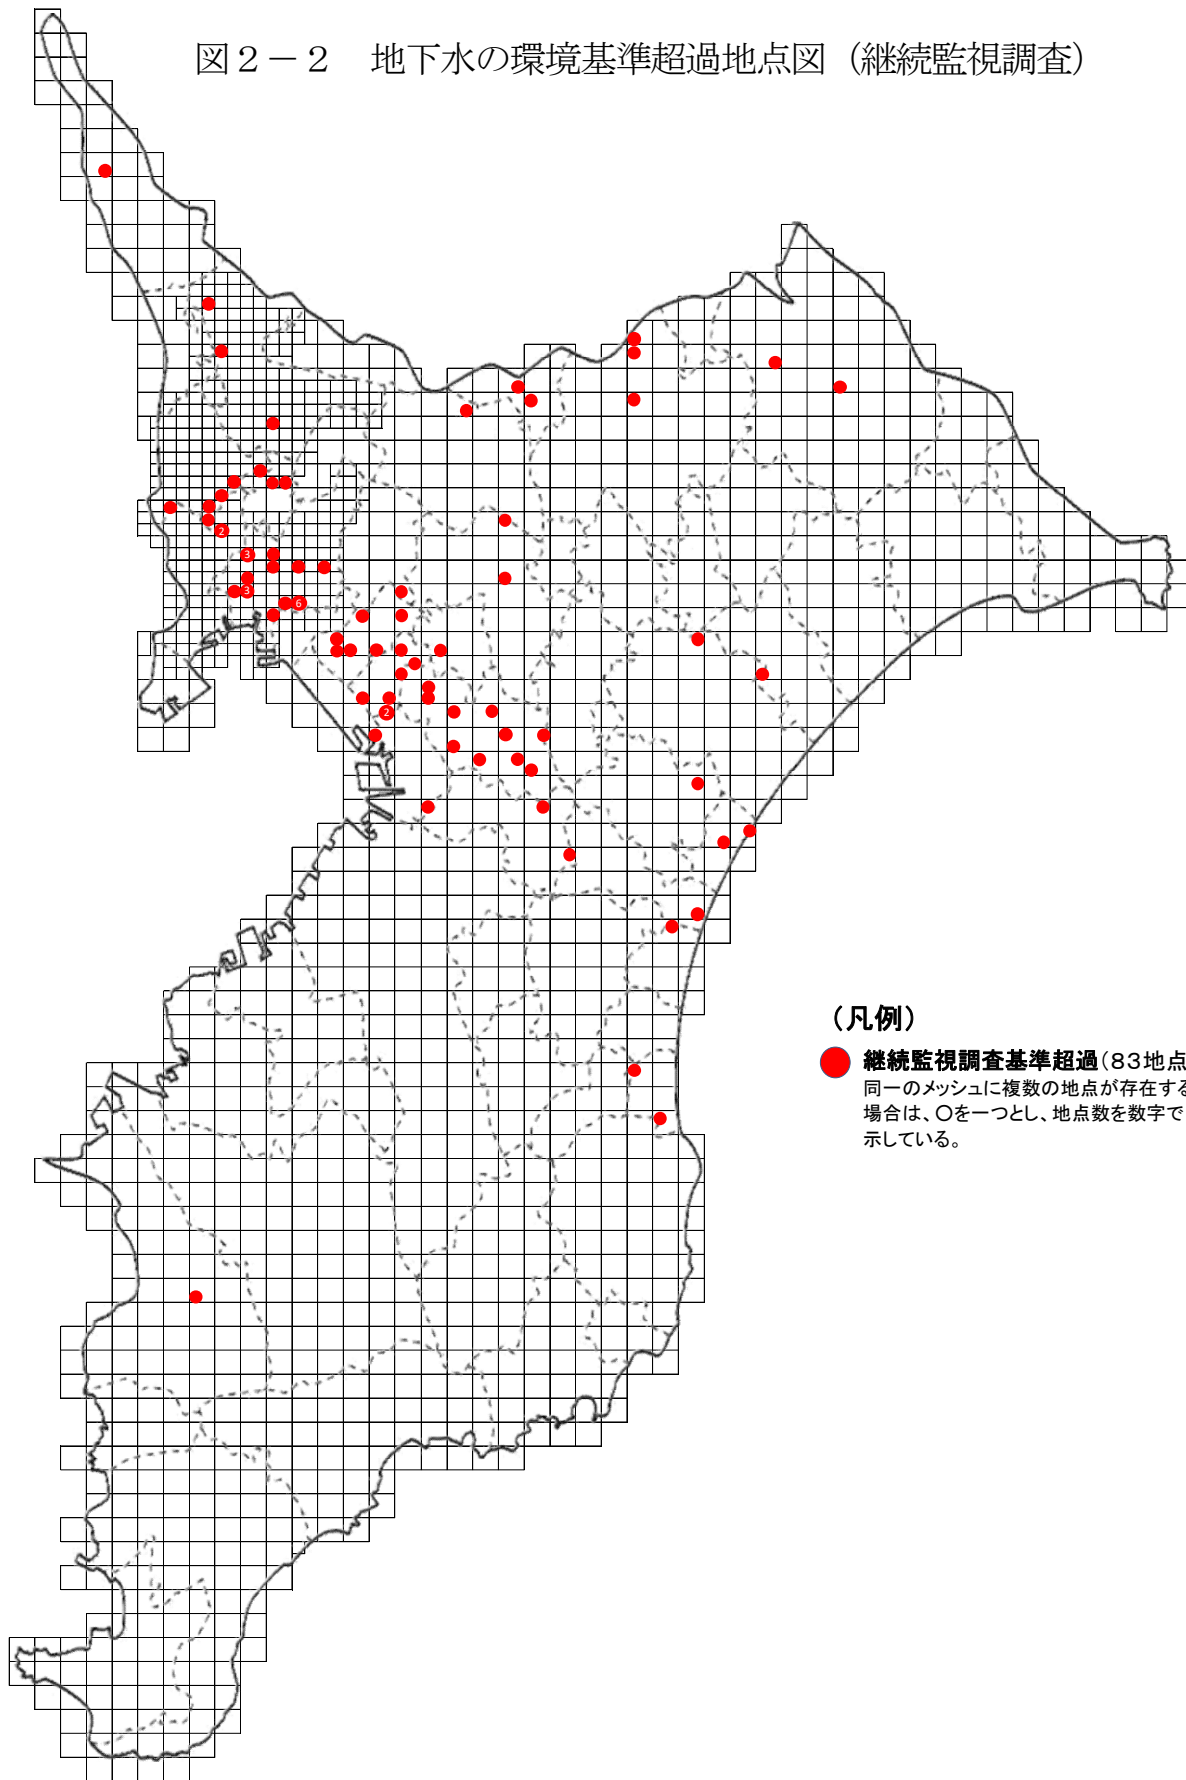 図2－2　地下水の環境基準超過地点図（継続監視調査）
2
3
3
6
2
（凡例）
継続監視調査基準超過（83地点
同一のメッシュに複数の地点が存在する
場合は、〇を一つとし、地点数を数字で
示している。